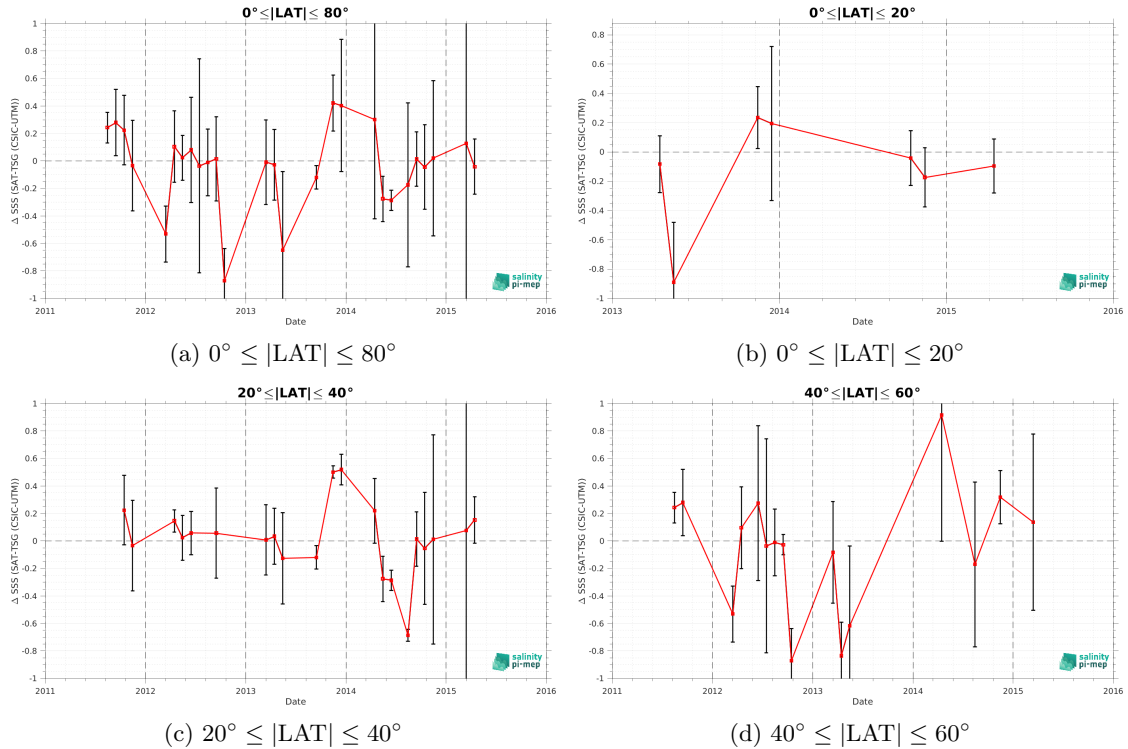 0°≤|LAT|≤ 80°
Δ SSS (SAT-TSG (CSIC-UTM))
1
0.8
0.6
0.4
0.2
0
-0.2
-0.4
-0.6
-0.8
-1
2011
2012
2013
2014
2015
2016
Date
salinity
pi-mep
(a) 0° ≤ |LAT| ≤ 80°
0°≤|LAT|≤ 20°
Δ SSS (SAT-TSG (CSIC-UTM))
0.8
0.6
0.4
0.2
0
-0.2
-0.4
-0.6
-0.8
-1
2013
2014
2015
2016
Date
salinity
pi-mep
(b) 0° ≤ |LAT| ≤ 20°
20°≤|LAT|≤ 40°
Δ SSS (SAT-TSG (CSIC-UTM))
1
0.8
0.6
0.4
0.2
0
-0.2
-0.4
-0.6
-0.8
-1
2011
2012
2013
2014
2015
2016
Date
salinity
pi-mep
(c) 20° ≤ |LAT| ≤ 40°
40°≤|LAT|≤ 60°
Δ SSS (SAT-TSG (CSIC-UTM))
1
0.8
0.6
0.4
0.2
0
-0.2
-0.4
-0.6
-0.8
-1
2011
2012
2013
2014
2015
2016
Date
salinity
pi-mep
(d) 40° ≤ |LAT| ≤ 60°